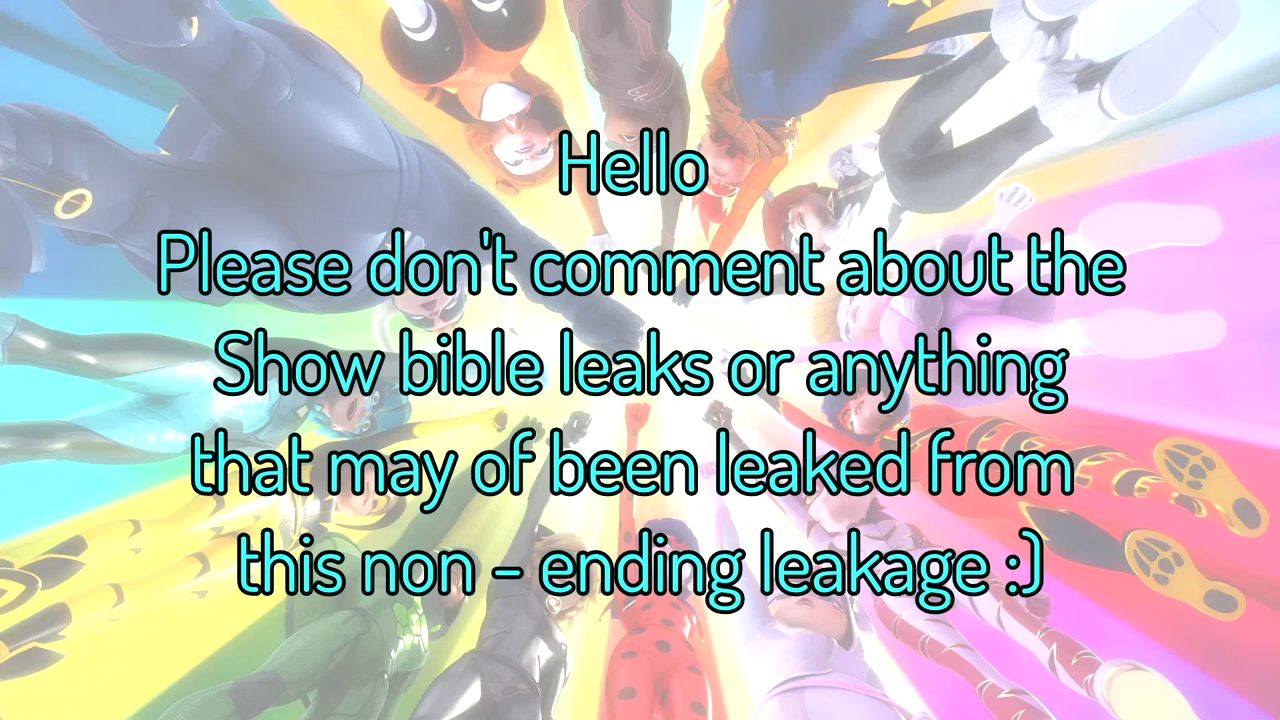 Hello
Please don't comment about the
Show bible leaks or anything
that may of been leaked from
this non - ending leakage :)